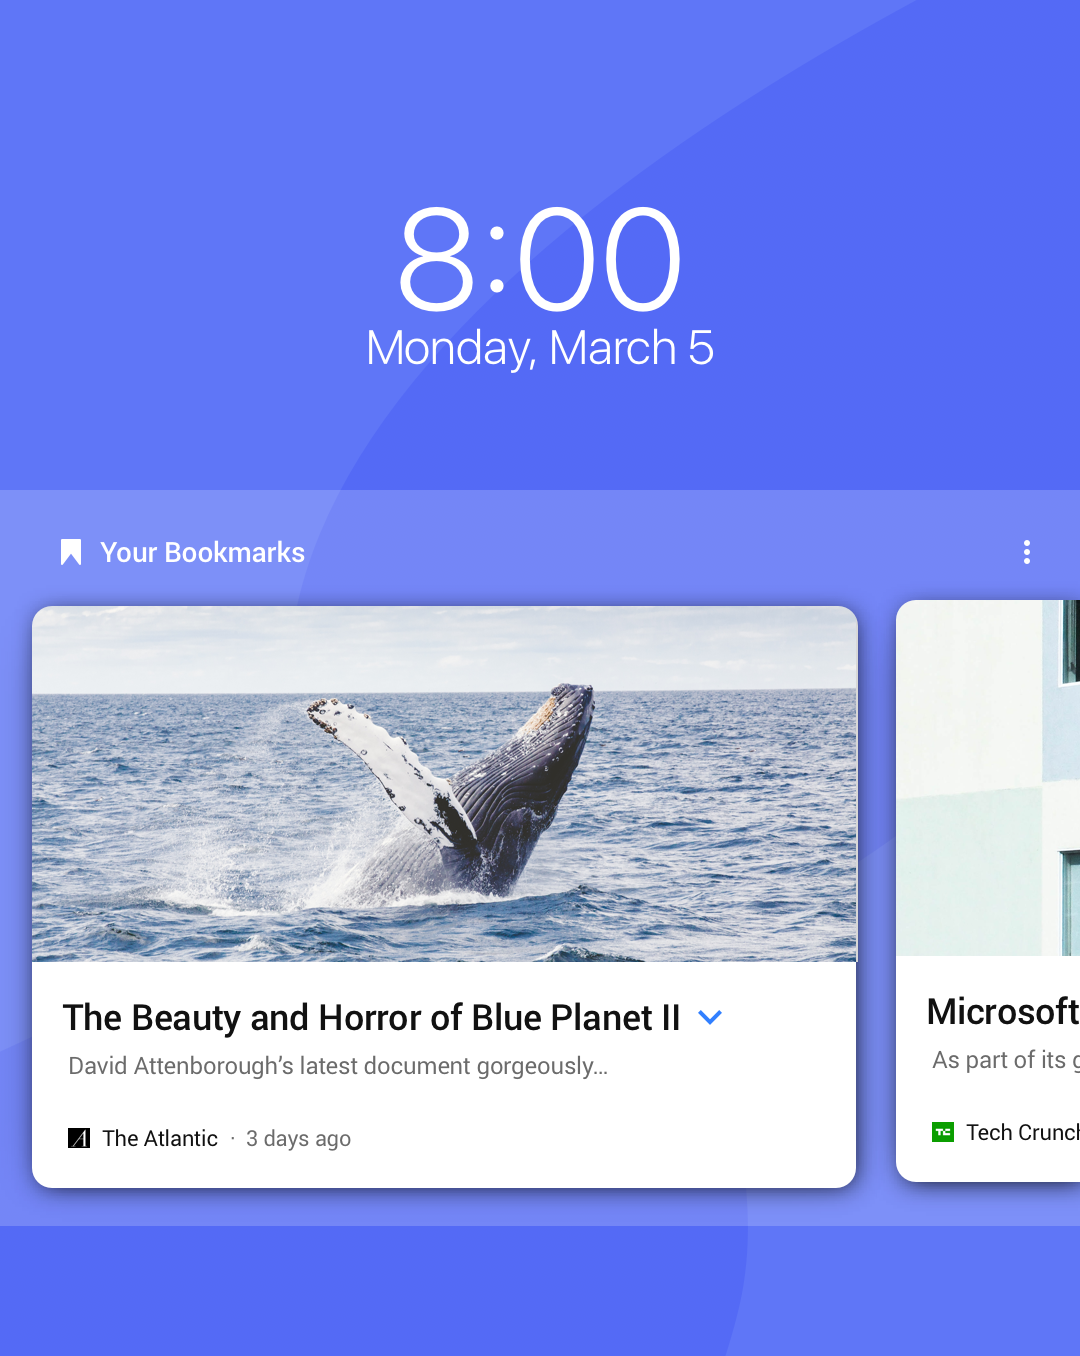 8:00
Monday, March 5
Your Bookmarks
The Beauty and Horror of Blue Planet II
David Attenborough’s latest document gorgeously...
The Atlantic · 3 days ago
Microsoft
As part of its
Tech Crunch